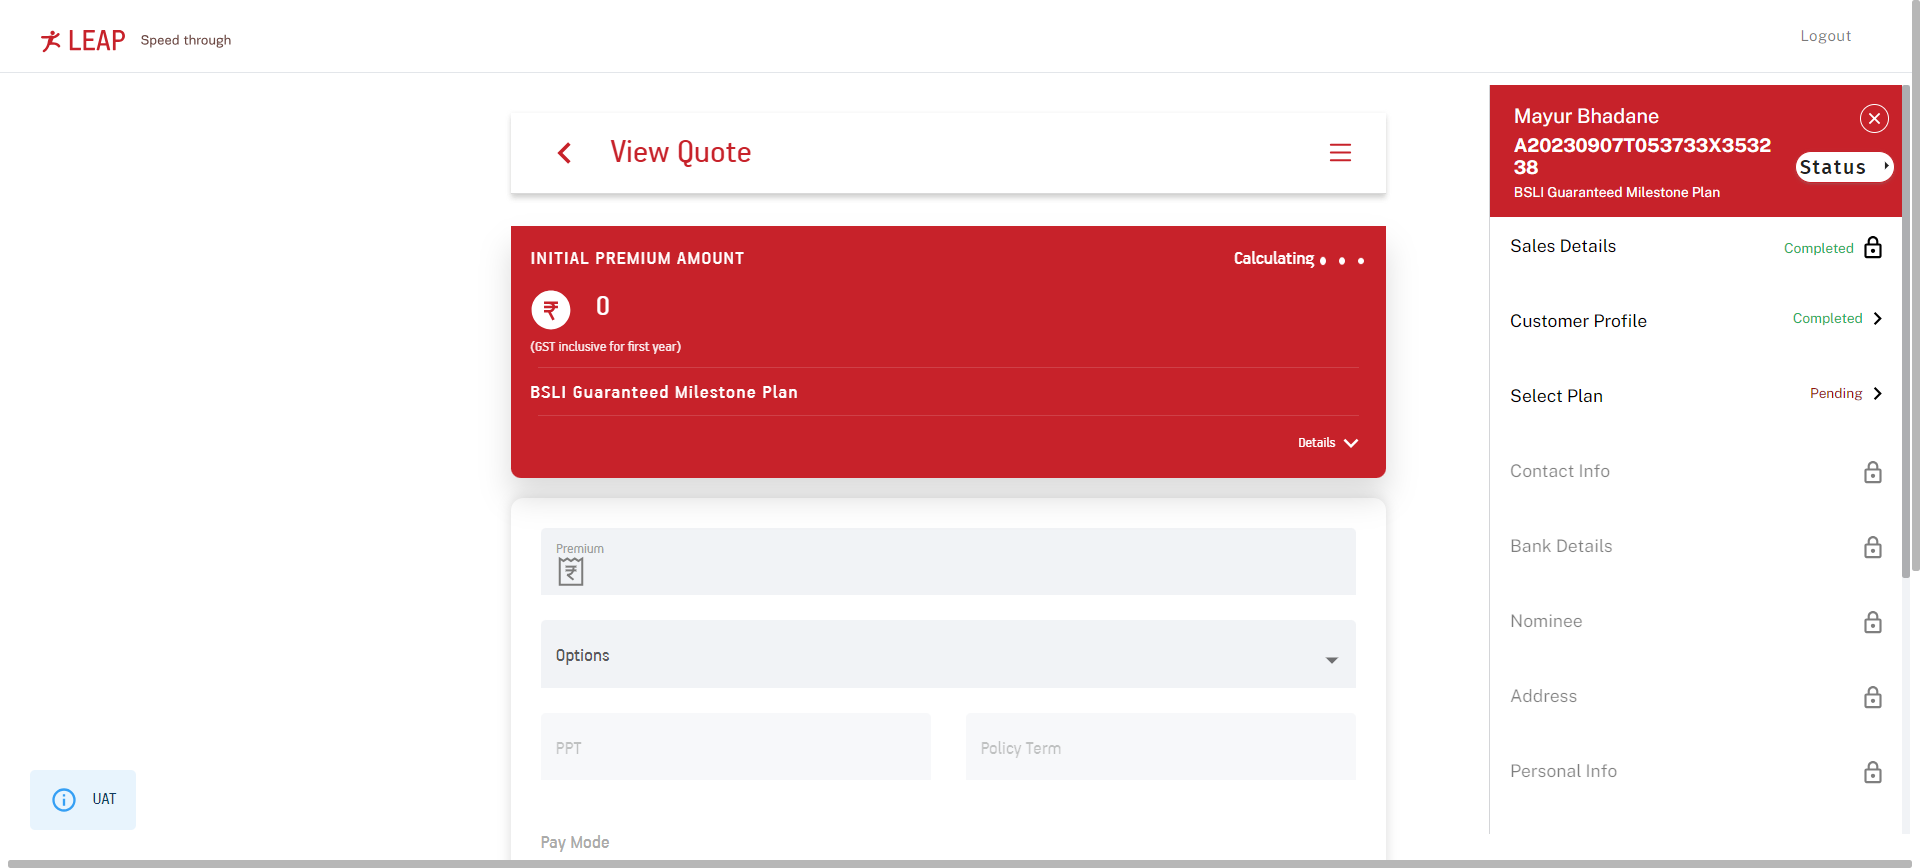 LEAP Speed through
Logout
View Quote
INITIAL PREMIUM AMOUNT
Calculating
₹ 0
(GST inclusive for first year)
BSLI Guaranteed Milestone Plan
Details
Premium
₹
Options
PPT
Policy Term
Pay Mode
UAT
Mayur Bhadane
A20230907T053733X3532
38
Status
BSLI Guaranteed Milestone Plan
Sales Details Completed
Customer Profile Completed
Select Plan Pending
Contact Info
Bank Details
Nominee
Address
Personal Info